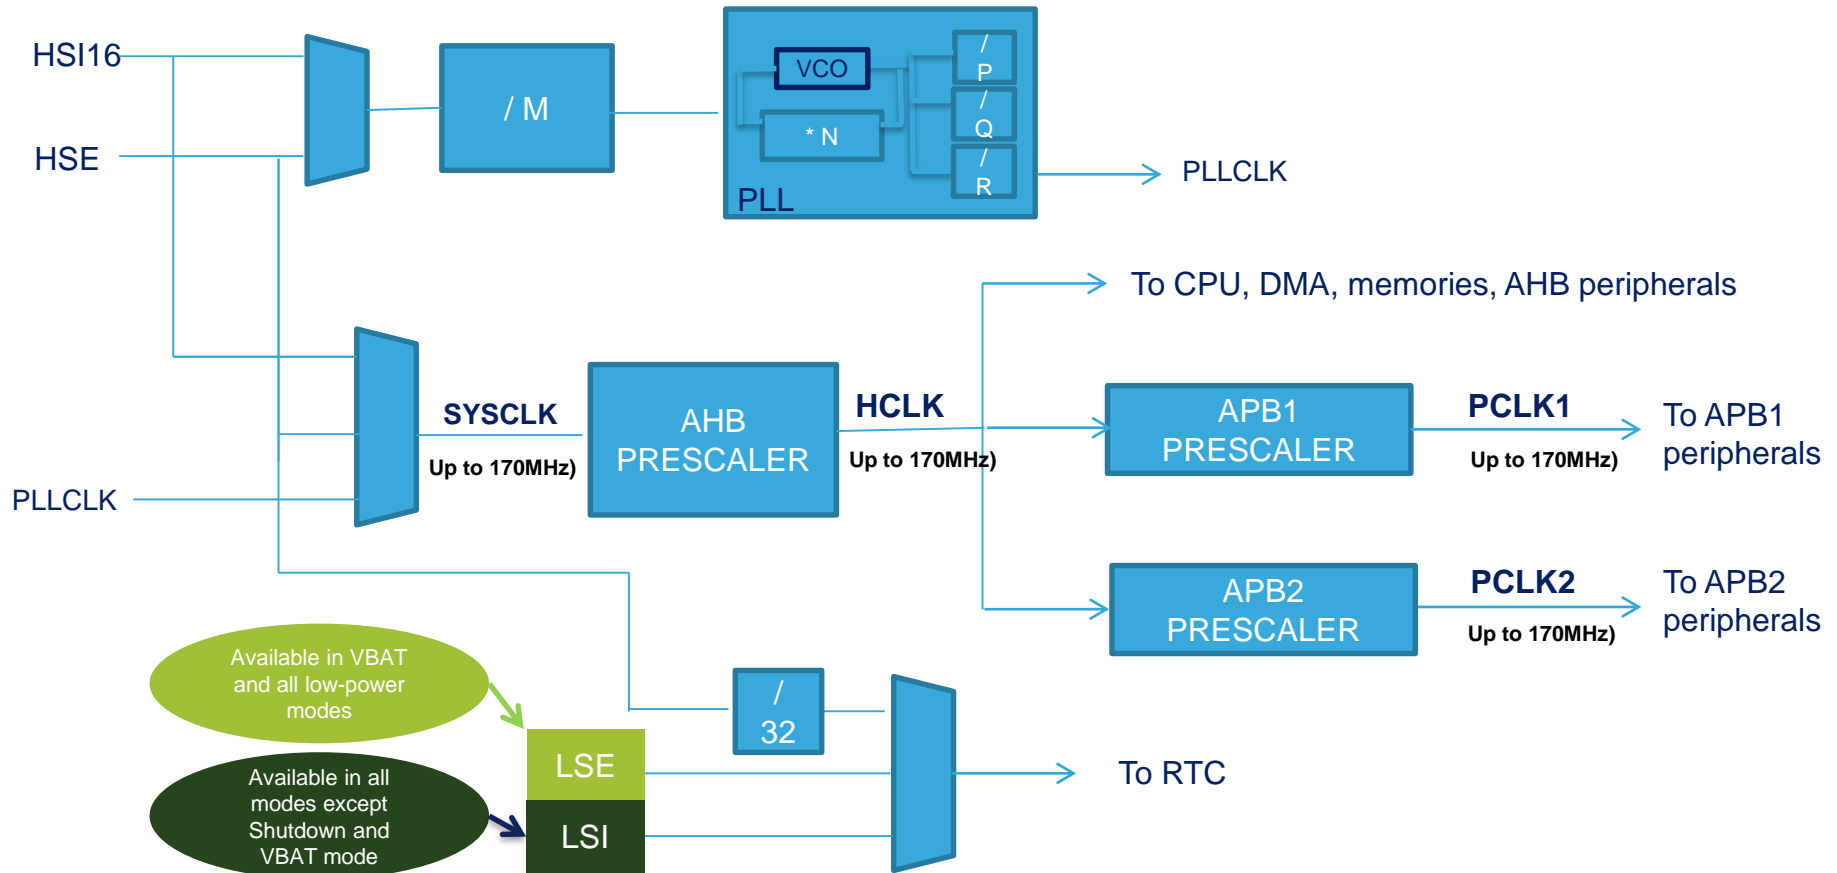 HSI16
HSE
/ M
VCO
* N
/
P
/
Q
/
R
PLL
PLLCLK
To CPU, DMA, memories, AHB peripherals
SYSCLK
Up to 170MHz)
AHB
PRESCALER
HCLK
Up to 170MHz)
APB1
PRESCALER
PCLK1
Up to 170MHz)
To APB1
peripherals
PLLCLK
APB2
PRESCALER
PCLK2
Up to 170MHz)
To APB2
peripherals
Available in VBAT
and all low-power
modes
/
32
LSE
To RTC
Available in all
modes except
Shutdown and
VBAT mode
LSI